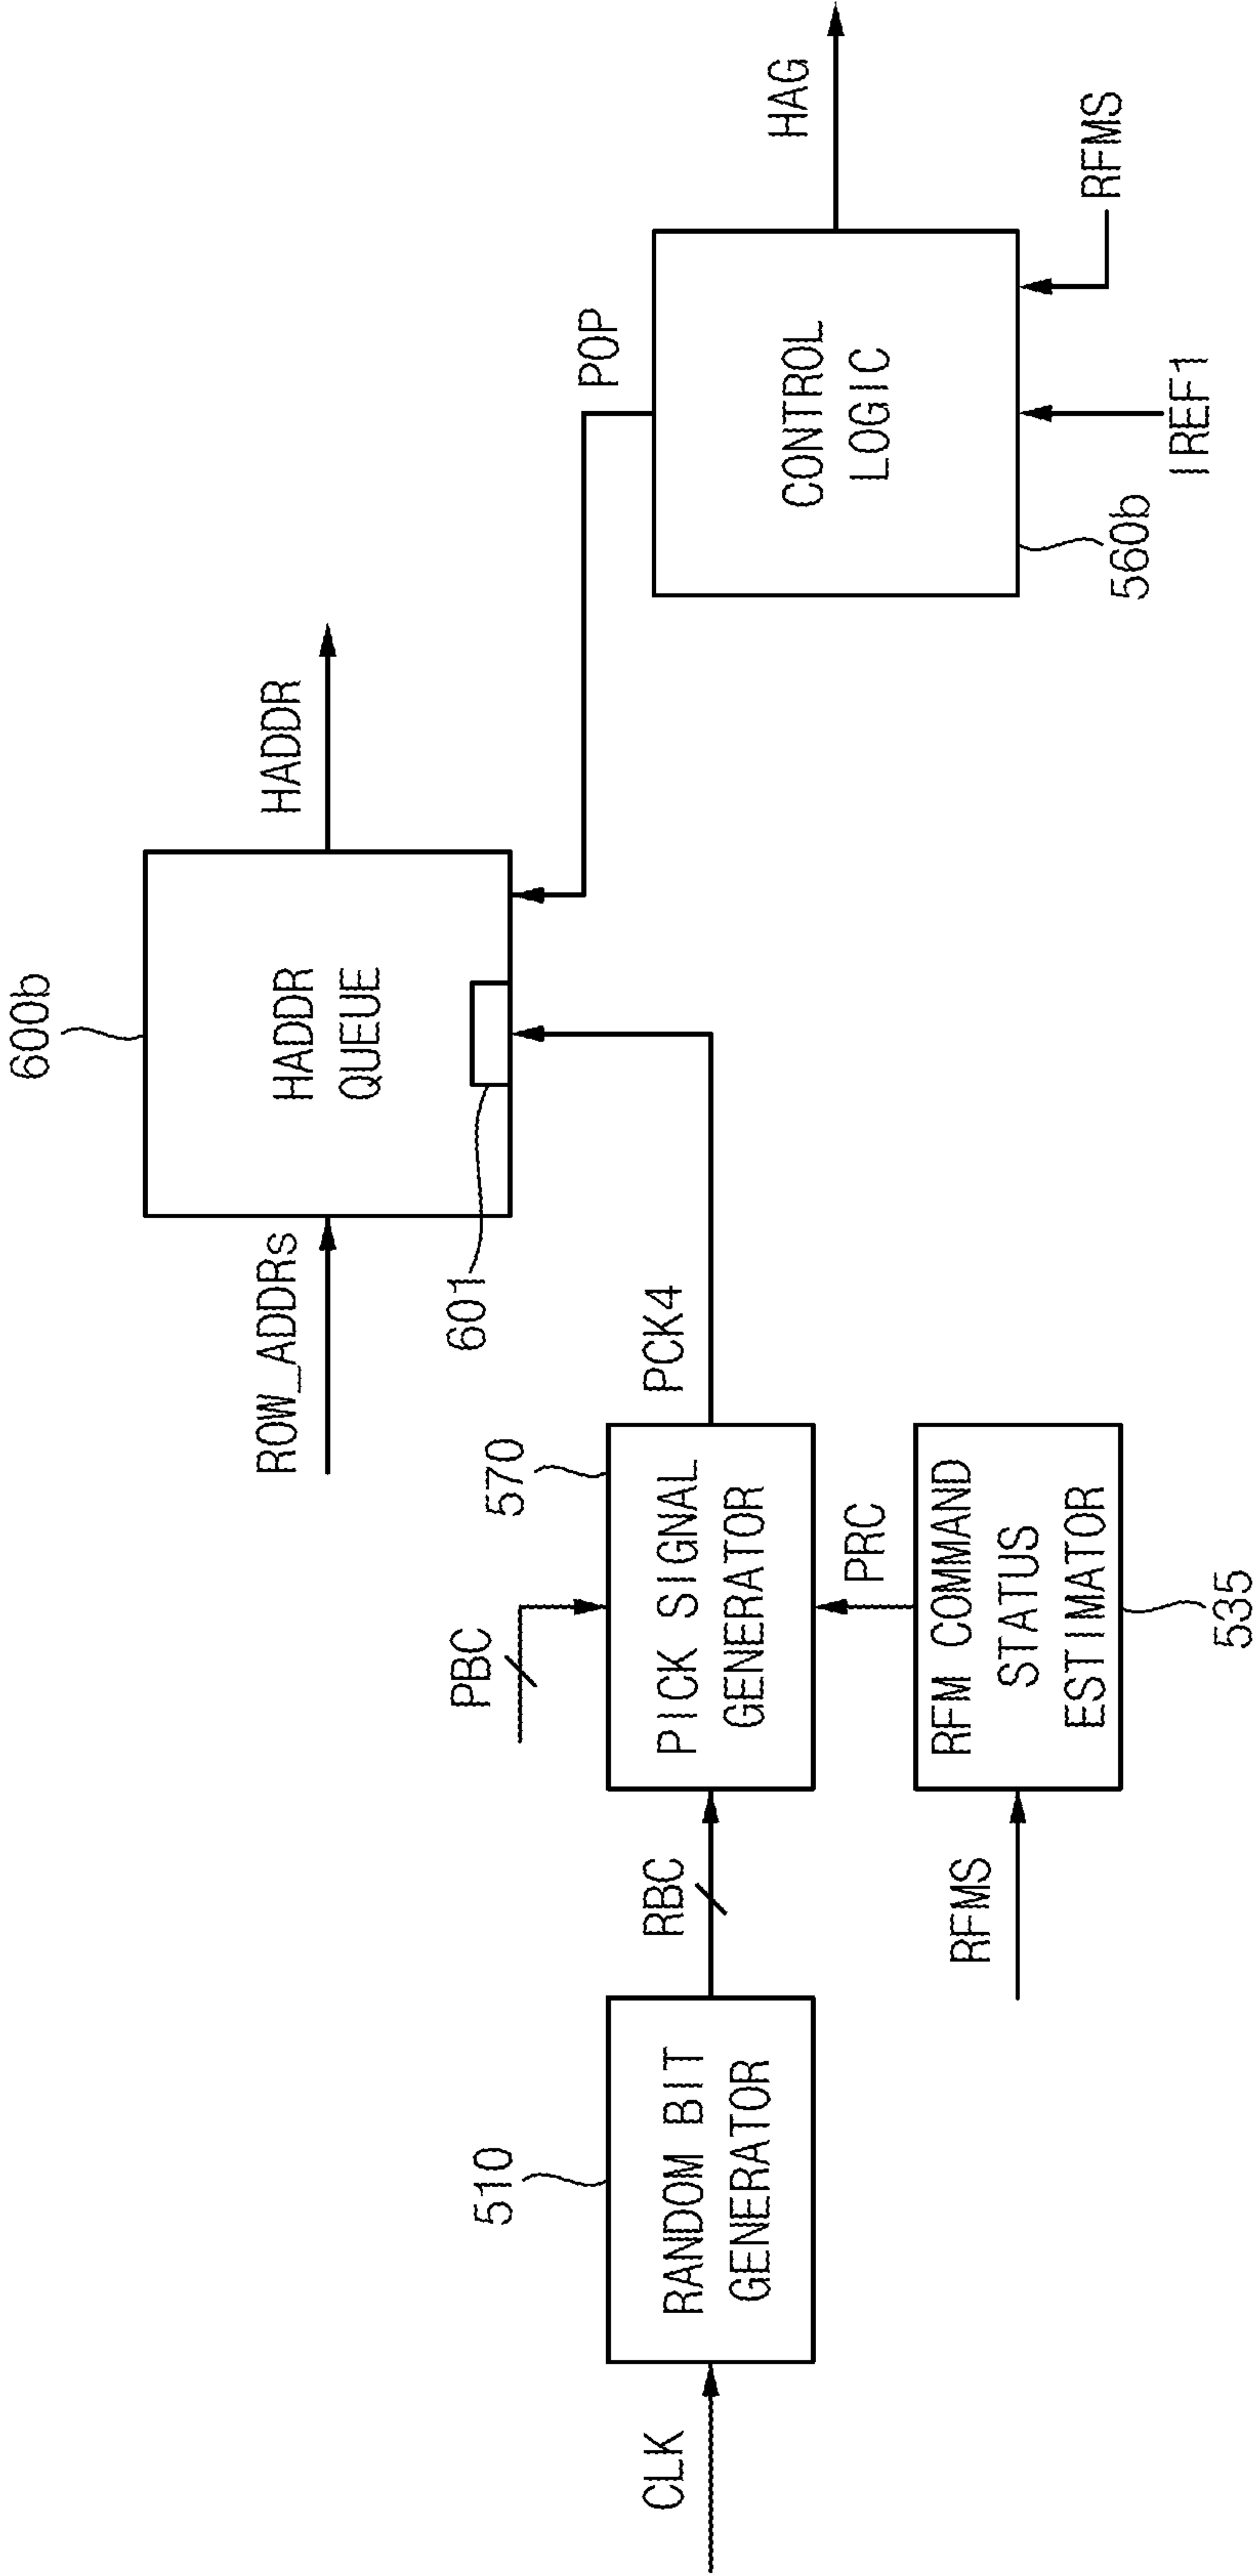 600b
ROW_ADDRs
HADDR
QUEUE
HADDR
601
POP
HAG
CONTROL
LOGIC
560b
IREF1
RFMS
PBC
570
PCK4
510
CLK
RANDOM BIT
GENERATOR
RBC
PICK SIGNAL
GENERATOR
PRC
RFMS
RFM COMMAND
STATUS
ESTIMATOR
535